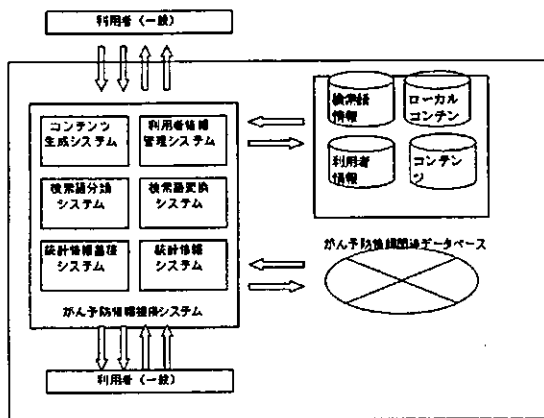 利用者（一般）
コンテンツ
生成システム
利用者情報
管理システム
検索語分類
システム
検索語変換
システム
統計情報蓄積
システム
統計情報
システム
がん予防情報提供システム
検索語
情報
ローカル
コンテン
利用者
情報
コンテン
ツ
がん予防情報関連データベース
利用者（一般）